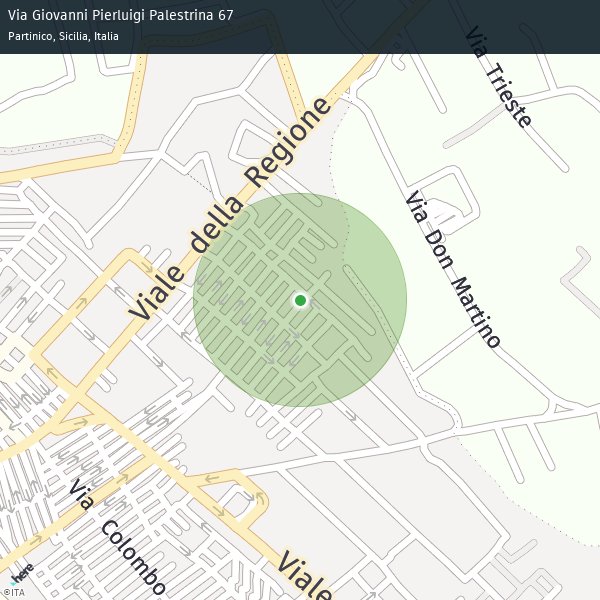 Via Giovanni Pierluigi Palestrina 67
Partinico, Sicilia, Italia
Via Trieste
Viale della Regione
Via Don Martino
Via Colombo
Viale
here
©ITA